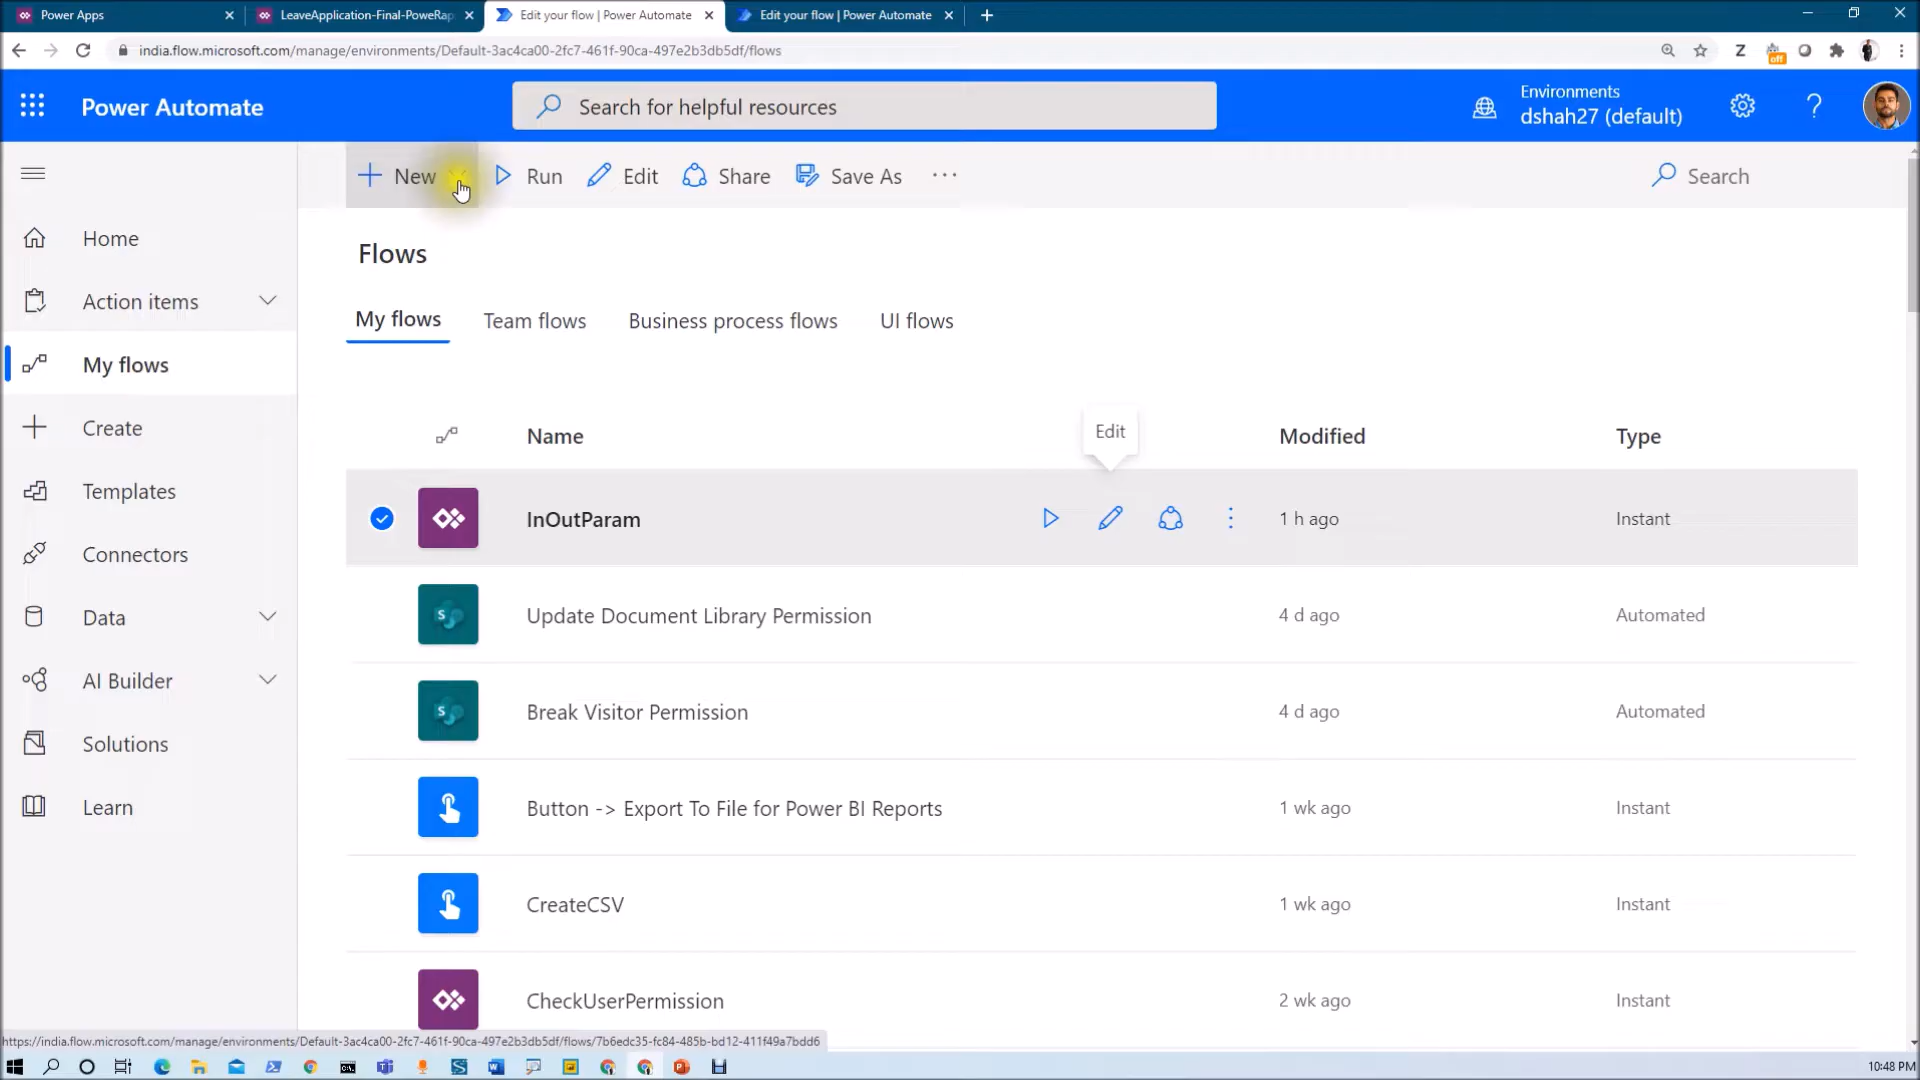 Power Apps
LeaveApplication-Final-PoweRap
Edit your flow | Power Automate
Edit your flow | Power Automate
india.flow.microsoft.com/manage/environments/Default-3ac4ca00-2fc7-461f-90ca-497e2b3db5df/flows
Z
off
Power Automate
Search for helpful resources
Environments
dshah27 (default)
?
New
Run
Edit
Share
Save As
Search
Home
Action items
My flows
Create
Templates
Connectors
Data
AI Builder
Solutions
Learn
Flows
My flows
Team flows
Business process flows
UI flows
Name
Edit
Modified
Type
InOutParam
1 h ago
Instant
S
Update Document Library Permission
4 d ago
Automated
S
Break Visitor Permission
4 d ago
Automated
Button -> Export To File for Power BI Reports
1 wk ago
Instant
CreateCSV
1 wk ago
Instant
CheckUserPermission
2 wk ago
Instant
https://india.flow.microsoft.com/manage/environments/Default-3ac4ca00-2fc7-461f-90ca-497e2b3db5df/flows/7b6edc35-fc84-485b-bd12-411f49a7bdd6
10:48 PM